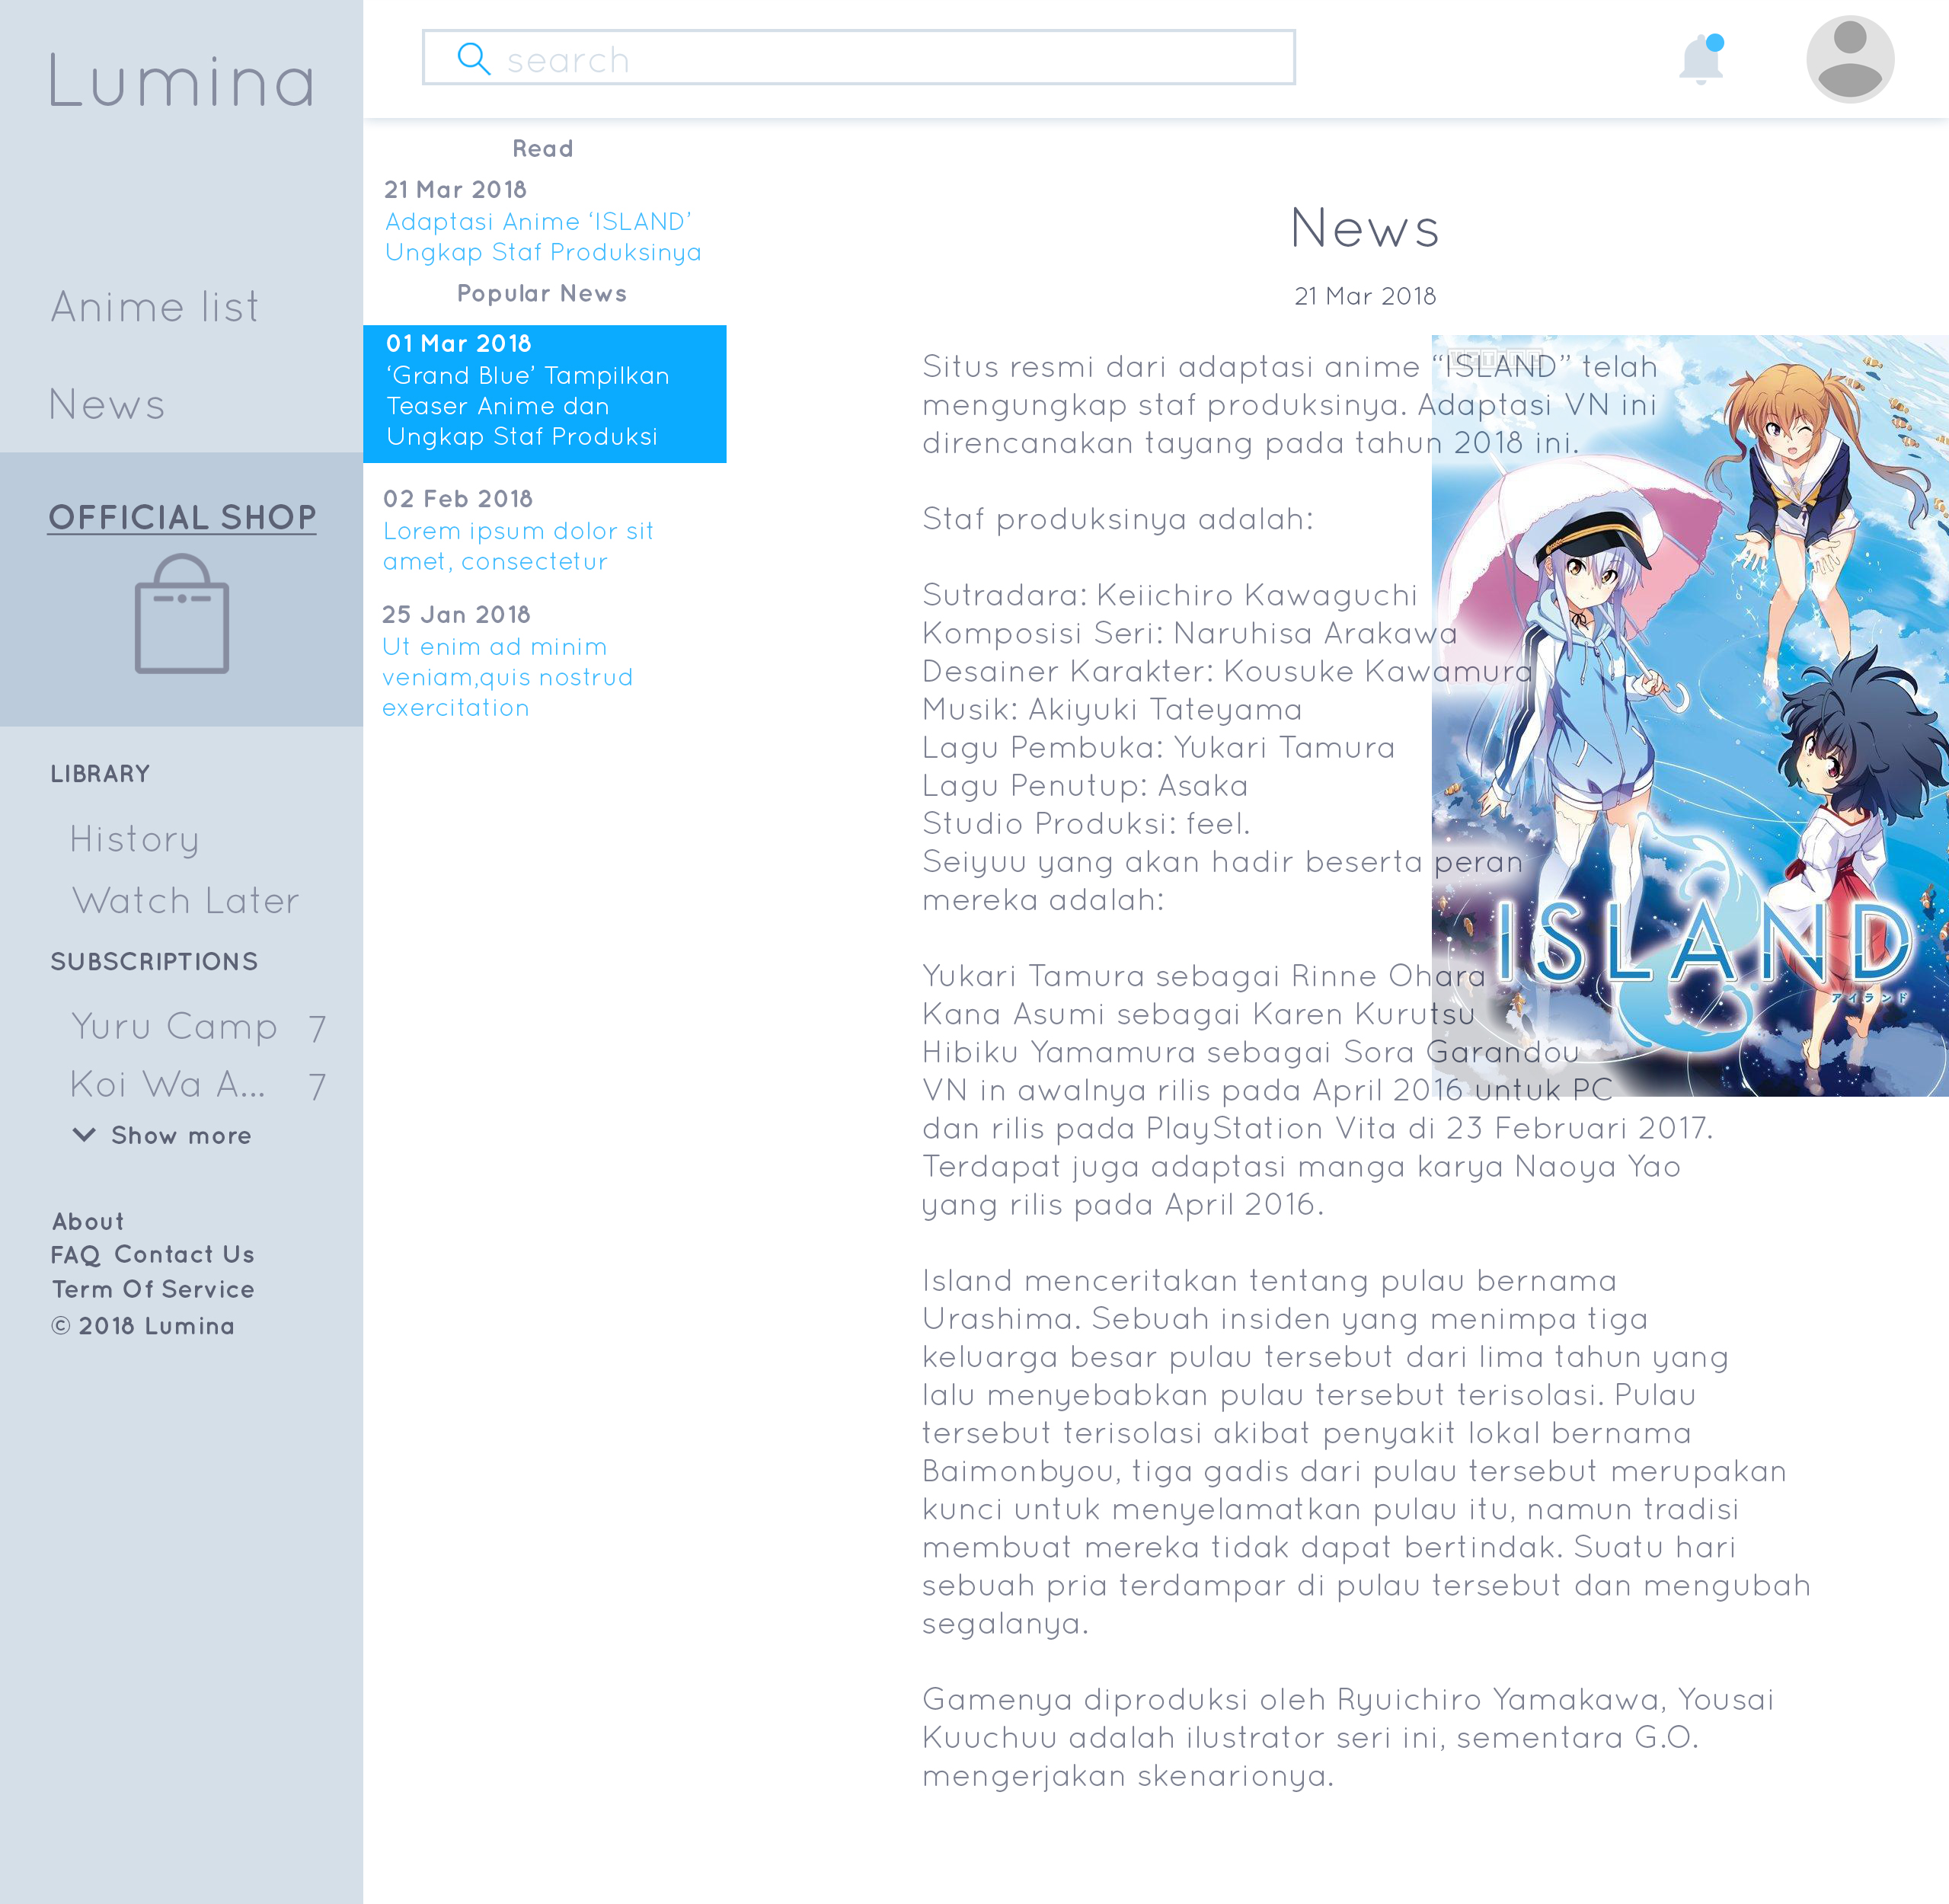 Lumina
search
Anime list
News
OFFICIAL SHOP
LIBRARY
History
Watch Later
SUBSCRIPTIONS
Yuru Camp 7
Koi Wa A... 7
Show more
About
FAQ Contact Us
Term Of Service
© 2018 Lumina
Read
21 Mar 2018
Adaptasi Anime ‘ISLAND’
Ungkap Staf Produksinya
Popular News
01 Mar 2018
‘Grand Blue’ Tampilkan
Teaser Anime dan
Ungkap Staf Produksi
02 Feb 2018
Lorem ipsum dolor sit
amet, consectetur
25 Jan 2018
Ut enim ad minim
veniam,quis nostrud
exercitation
News
21 Mar 2018
Situs resmi dari adaptasi anime “ISLAND” telah
mengungkap staf produksinya. Adaptasi VN ini
direncanakan tayang pada tahun 2018 ini.
Staf produksinya adalah:
Sutradara: Keiichiro Kawaguchi
Komposisi Seri: Naruhisa Arakawa
Desainer Karakter: Kousuke Kawamura
Musik: Akiyuki Tateyama
Lagu Pembuka: Yukari Tamura
Lagu Penutup: Asaka
Studio Produksi: feel.
Seiyuu yang akan hadir beserta peran
mereka adalah:
Yukari Tamura sebagai Rinne Ohara
Kana Asumi sebagai Karen Kurutsu
Hibiku Yamamura sebagai Sora Garandou
VN in awalnya rilis pada April 2016 untuk PC
dan rilis pada PlayStation Vita di 23 Februari 2017.
Terdapat juga adaptasi manga karya Naoya Yao
yang rilis pada April 2016.
Island menceritakan tentang pulau bernama
Urashima. Sebuah insiden yang menimpa tiga
keluarga besar pulau tersebut dari lima tahun yang
lalu menyebabkan pulau tersebut terisolasi. Pulau
tersebut terisolasi akibat penyakit lokal bernama
Baimonbyou, tiga gadis dari pulau tersebut merupakan
kunci untuk menyelamatkan pulau itu, namun tradisi
membuat mereka tidak dapat bertindak. Suatu hari
sebuah pria terdampar di pulau tersebut dan mengubah
segalanya.
Gamenya diproduksi oleh Ryuichiro Yamakawa, Yousai
Kuuchuu adalah ilustrator seri ini, sementara G.O.
mengerjakan skenarionya.
ISLAND
アイランド